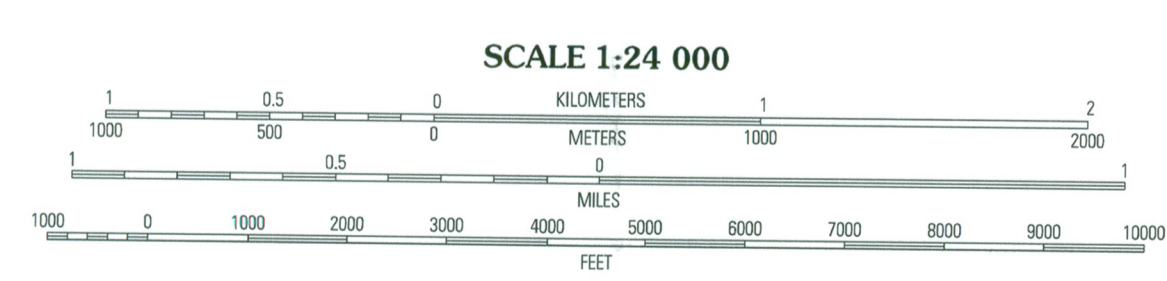 SCALE 1:24 000
1 0.5 0 KILOMETERS 1 2
1000 500 0 METERS 1000 2000
1 0.5 0 1
MILES
1000 0 1000 2000 3000 4000 5000 6000 7000 8000 9000 10000
FEET